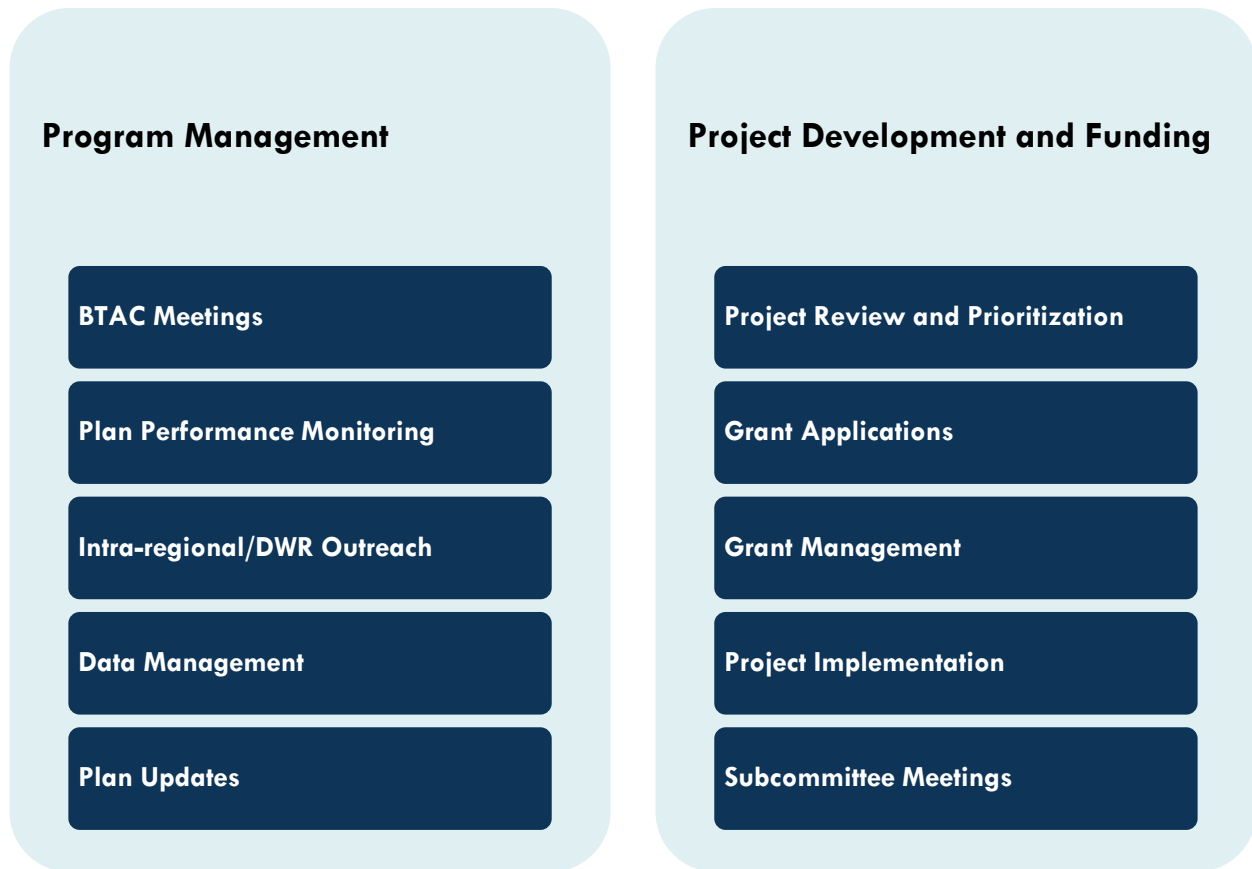 Program Management
BTAC Meetings
Plan Performance Monitoring
Intra-regional/DWR Outreach
Data Management
Plan Updates
Project Development and Funding
Project Review and Prioritization
Grant Applications
Grant Management
Project Implementation
Subcommittee Meetings